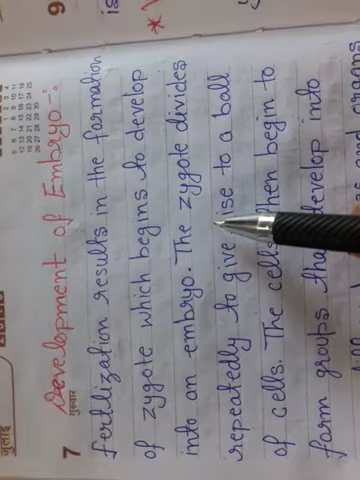 जुलाई
7
गुरुवार
Development of Embryo-:
fertilization results in the formation
of zygote which begins to develop
into an embryo. The zygote divides
repeatedly to give rise to a ball
of cells. The cells then begin to
form groups that develop into